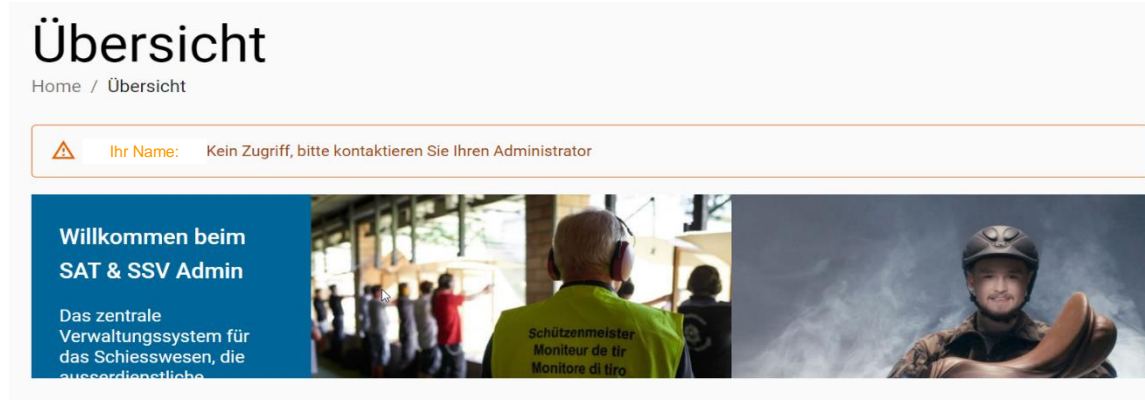 Übersicht
Home / Übersicht
Ihr Name: Kein Zugriff, bitte kontaktieren Sie Ihren Administrator
Willkommen beim
SAT & SSV Admin
Das zentrale
Verwaltungssystem für
das Schiesswesen, die
ausserdienstliche
Schützenmeister
Moniteur de tir
Monitore di tiro